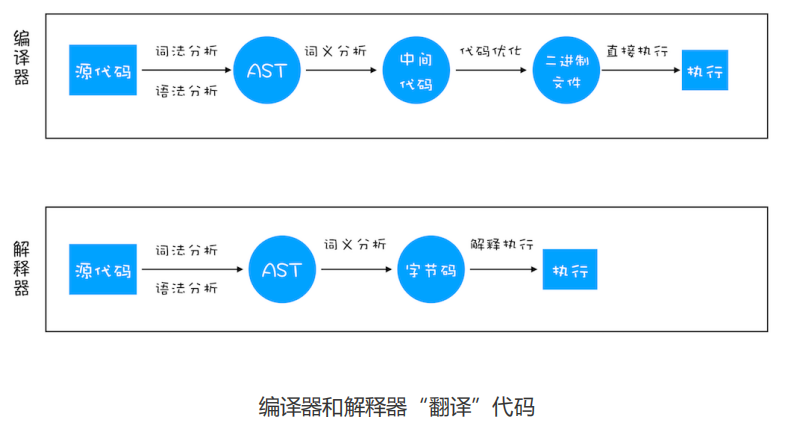 编译器
源代码
词法分析
语法分析
AST
词义分析
中间
代码
代码优化
二进制
文件
直接执行
执行
解释器
源代码
词法分析
语法分析
AST
词义分析
字节码
解释执行
执行
编译器和解释器“翻译”代码